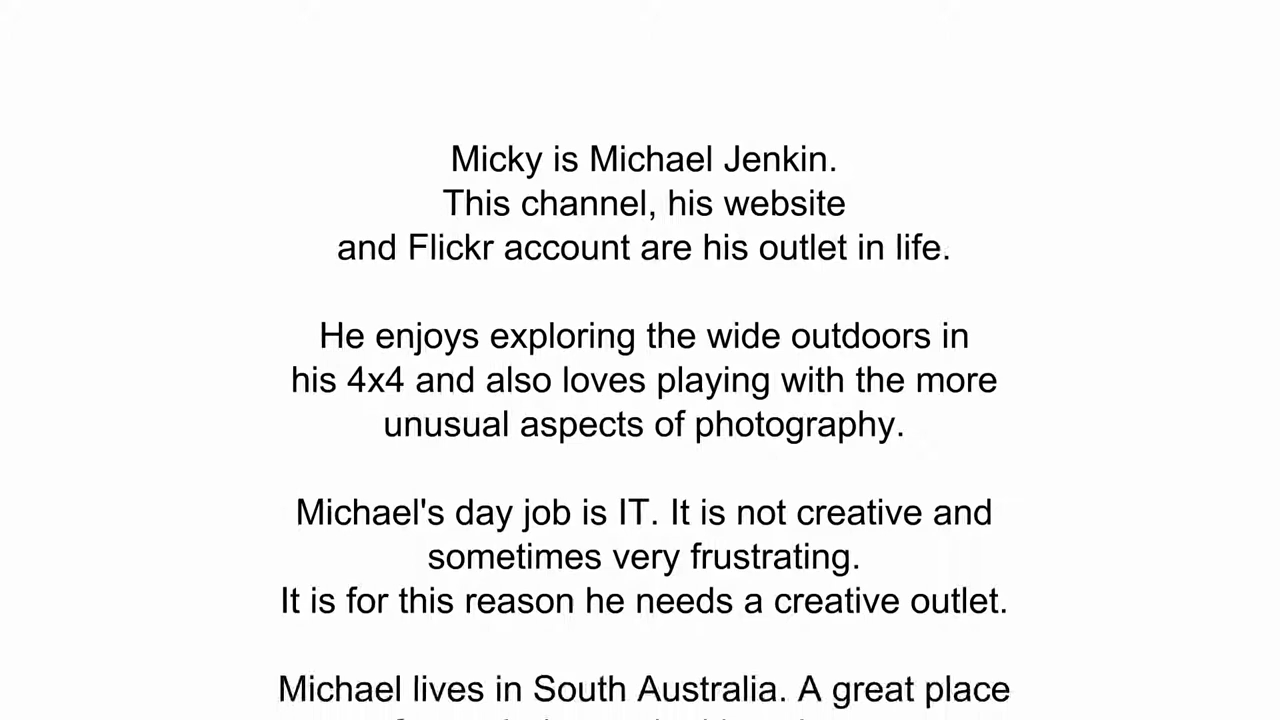 Micky is Michael Jenkin.
This channel, his website
and Flickr account are his outlet in life.
He enjoys exploring the wide outdoors in
his 4x4 and also loves playing with the more
unusual aspects of photography.
Michael's day job is IT. It is not creative and
sometimes very frustrating.
It is for this reason he needs a creative outlet.
Michael lives in South Australia. A great place